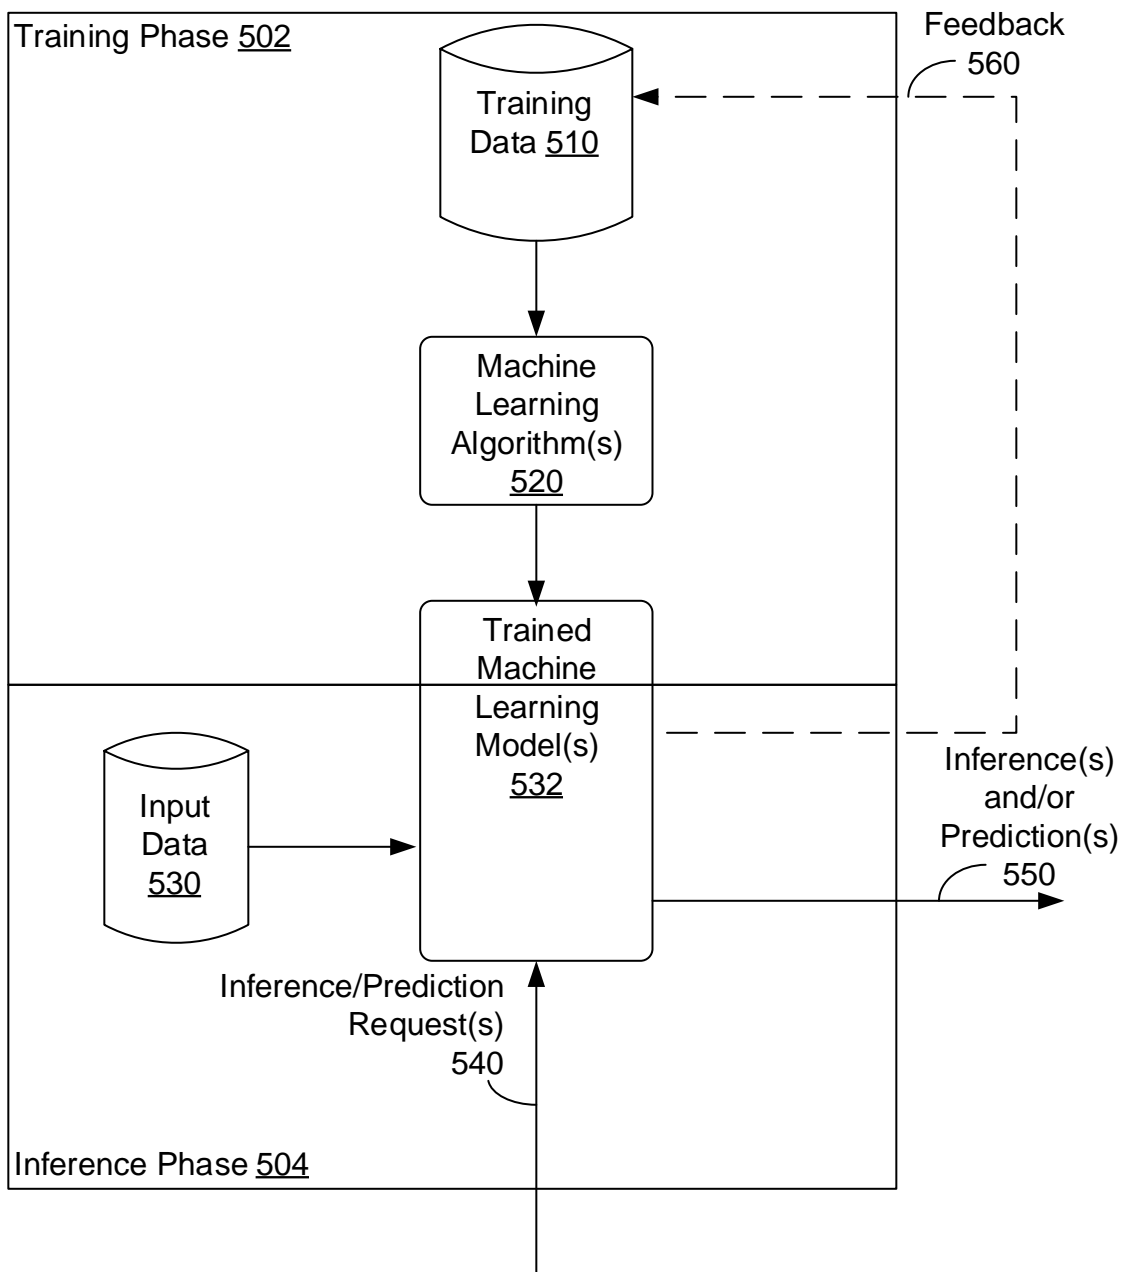 Training Phase 502
Feedback
560
Training
Data 510
Machine
Learning
Algorithm(s)
520
Trained
Machine
Learning
Model(s)
532
Input
Data
530
Inference(s)
and/or
Prediction(s)
550
Inference/Prediction
Request(s)
540
Inference Phase 504